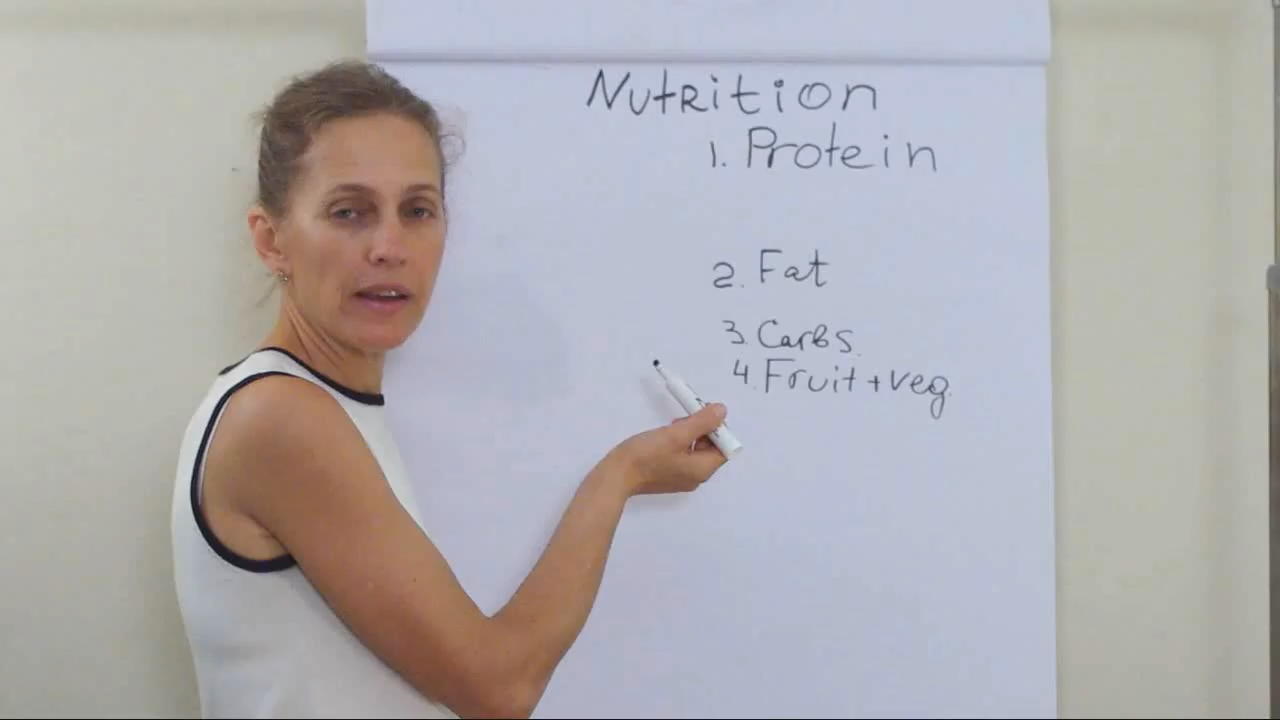 Nutrition
1. Protein
2. Fat
3. Carbs.
4. Fruit + veg.